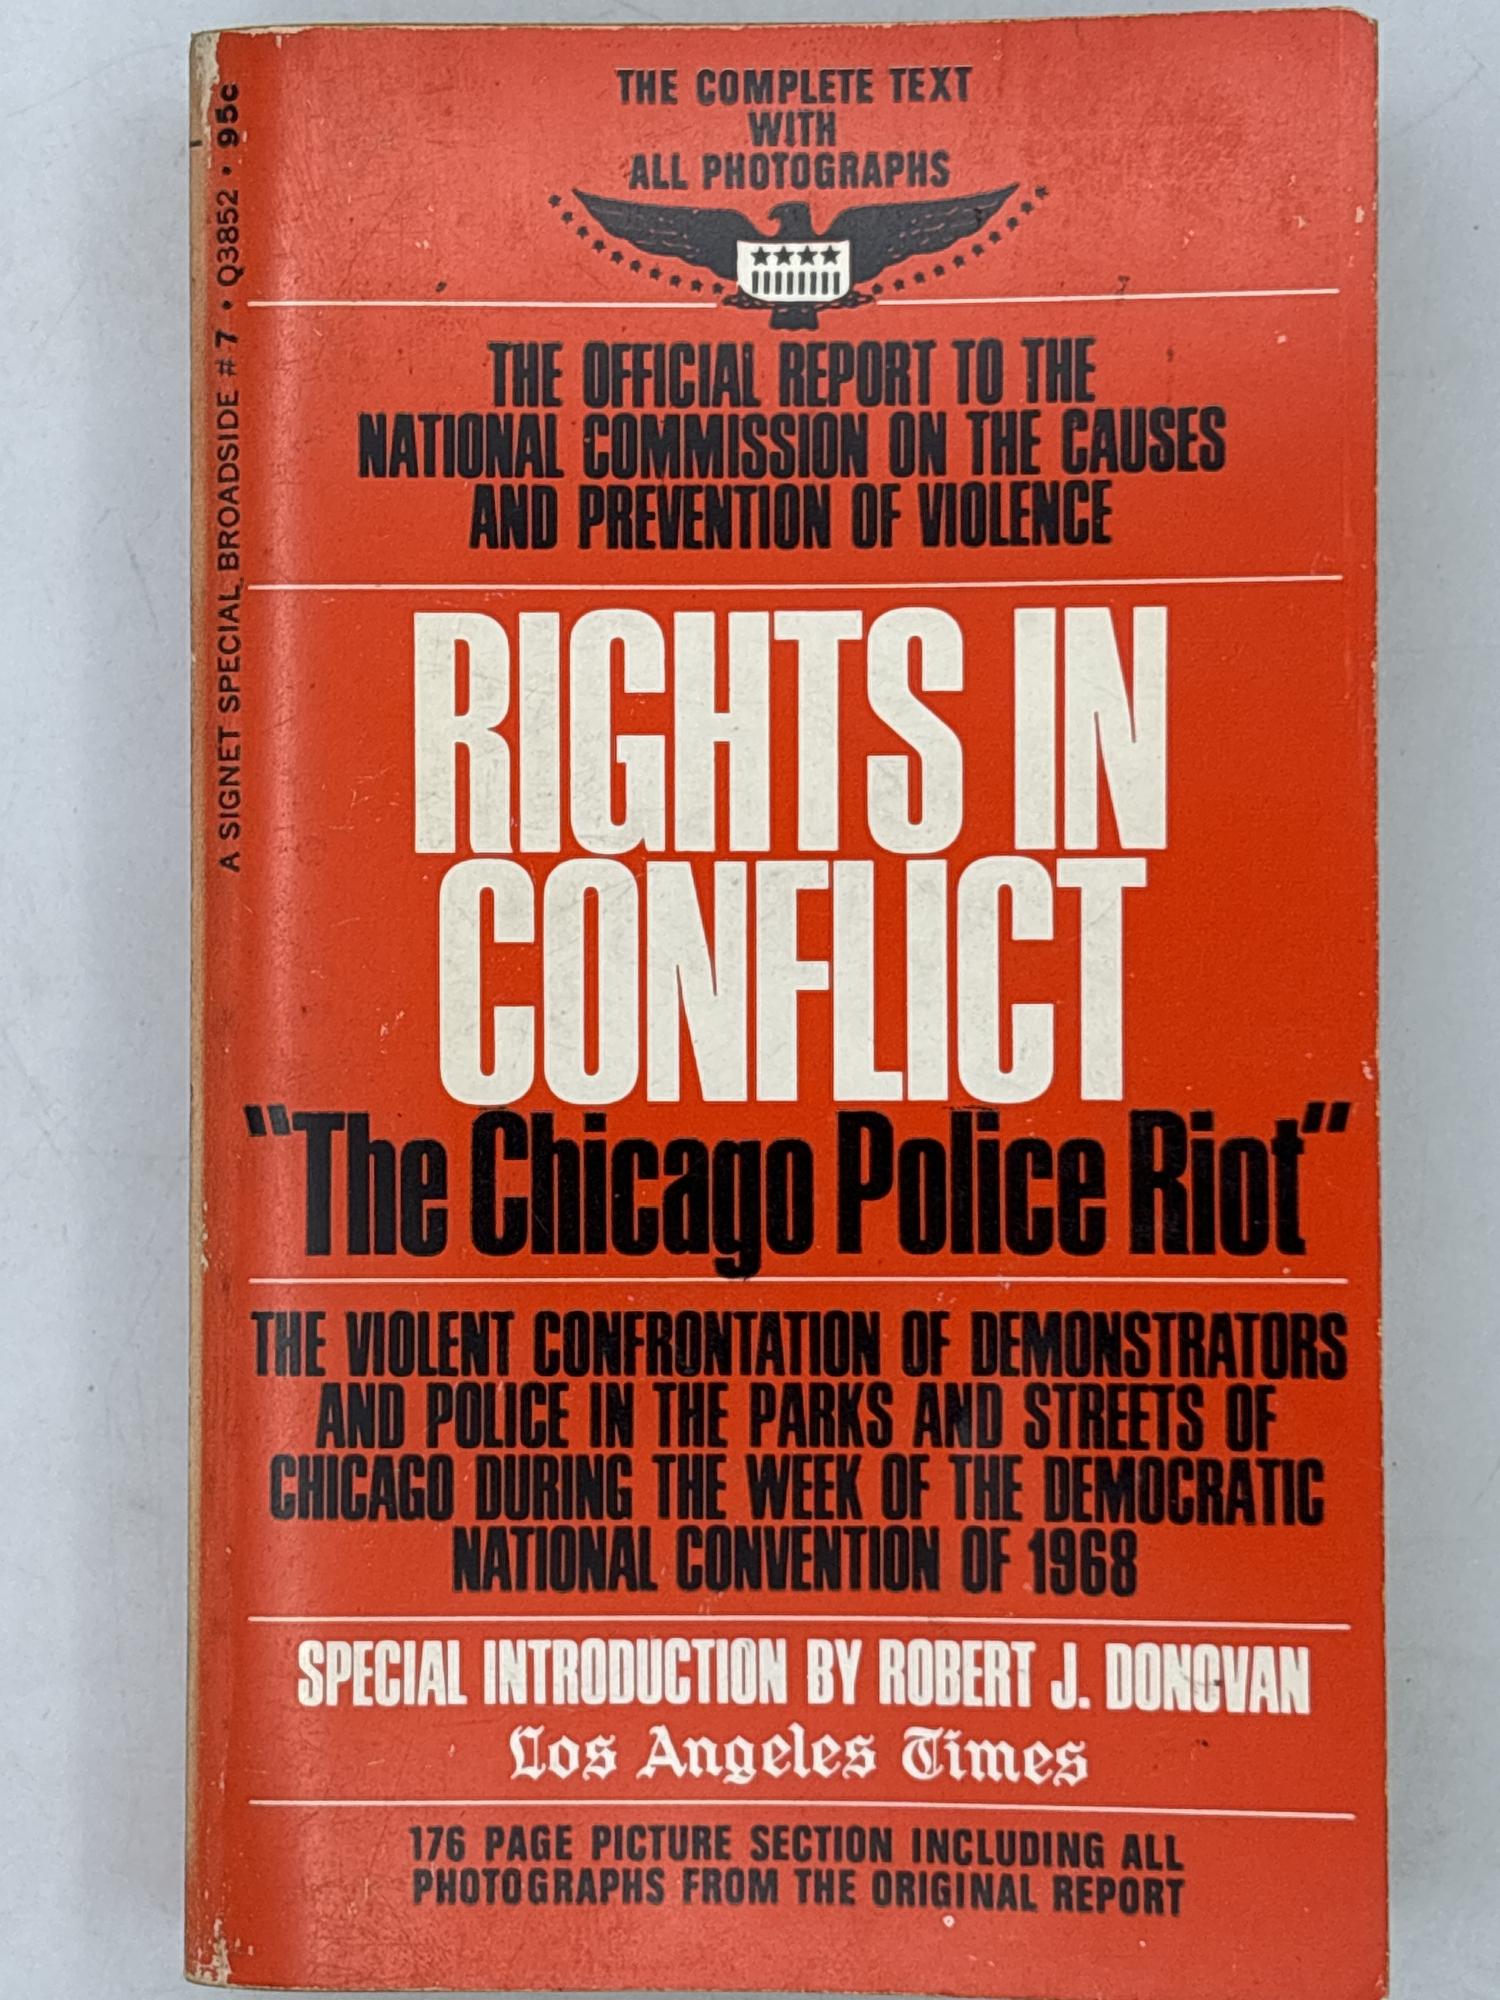 A SIGNET SPECIAL BROADSIDE #7 • Q3852 • 95c
THE COMPLETE TEXT
WITH
ALL PHOTOGRAPHS
THE OFFICIAL REPORT TO THE
NATIONAL COMMISSION ON THE CAUSES
AND PREVENTION OF VIOLENCE
RIGHTS IN
CONFLICT
"The Chicago Police Riot"
THE VIOLENT CONFRONTATION OF DEMONSTRATORS
AND POLICE IN THE PARKS AND STREETS OF
CHICAGO DURING THE WEEK OF THE DEMOCRATIC
NATIONAL CONVENTION OF 1968
SPECIAL INTRODUCTION BY ROBERT J. DONOVAN
Los Angeles Times
176 PAGE PICTURE SECTION INCLUDING ALL
PHOTOGRAPHS FROM THE ORIGINAL REPORT